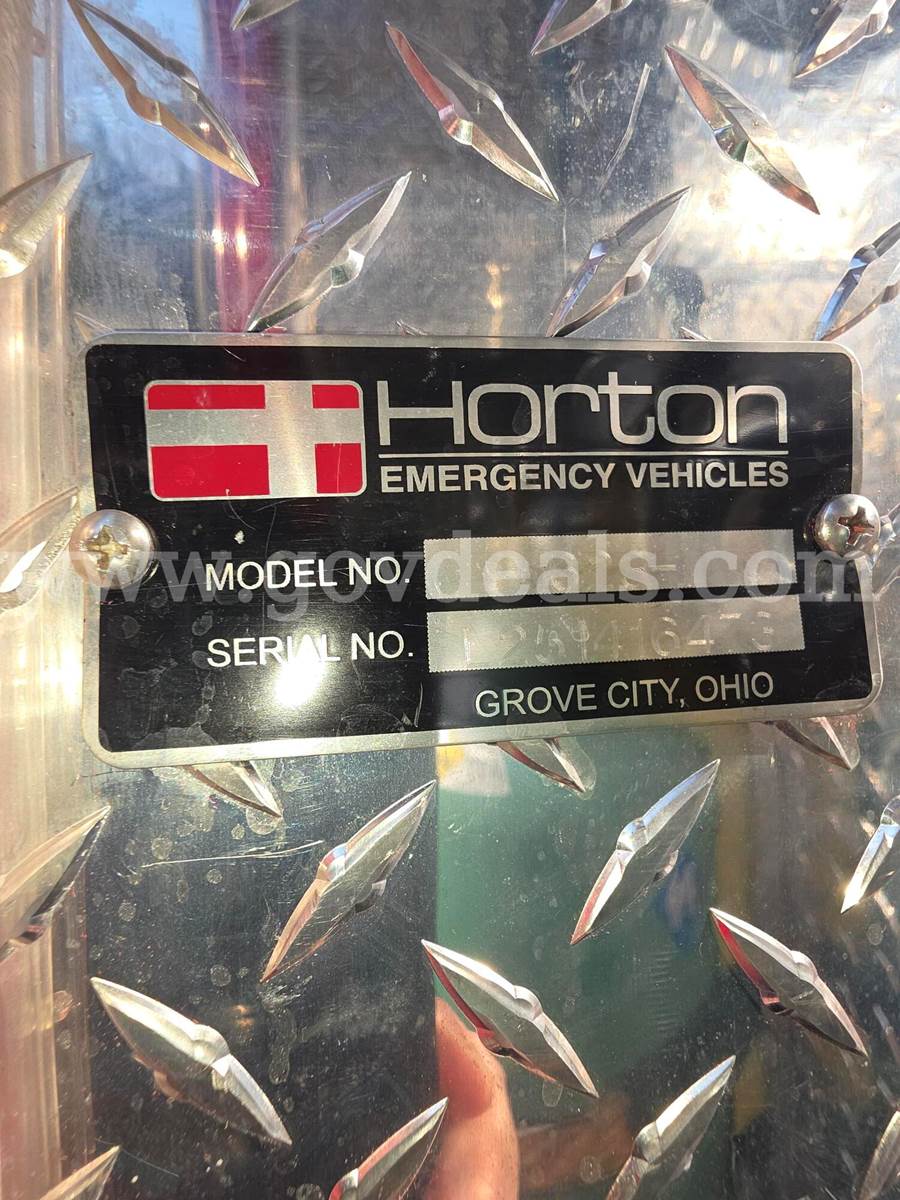 Horton
EMERGENCY VEHICLES
MODEL NO.
www.govdeals.com
SERIAL NO.
GROVE CITY, OHIO